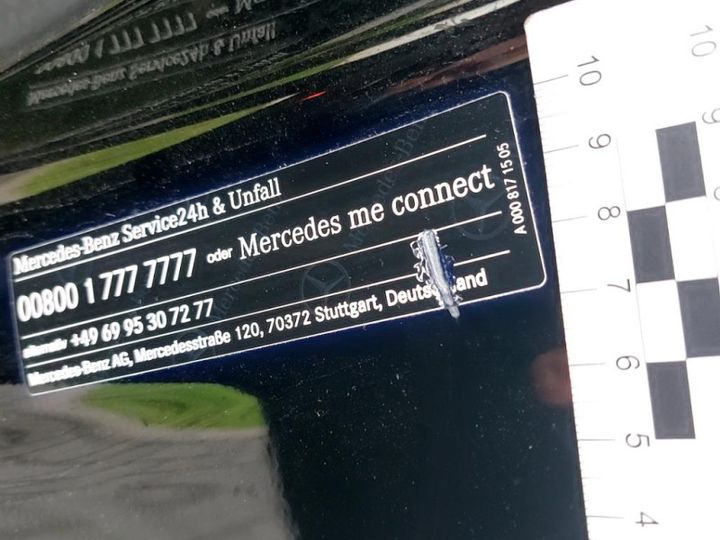 Mercedes-Benz Service24h & Unfall
00800 1 777 7777 oder Mercedes me connect
alternativ +49 69 95 30 72 77
Mercedes-Benz AG, Mercedesstraße 120, 70372 Stuttgart, Deutschland
A 000 817 15 05
10
9
8
7
6
5
4
10
9